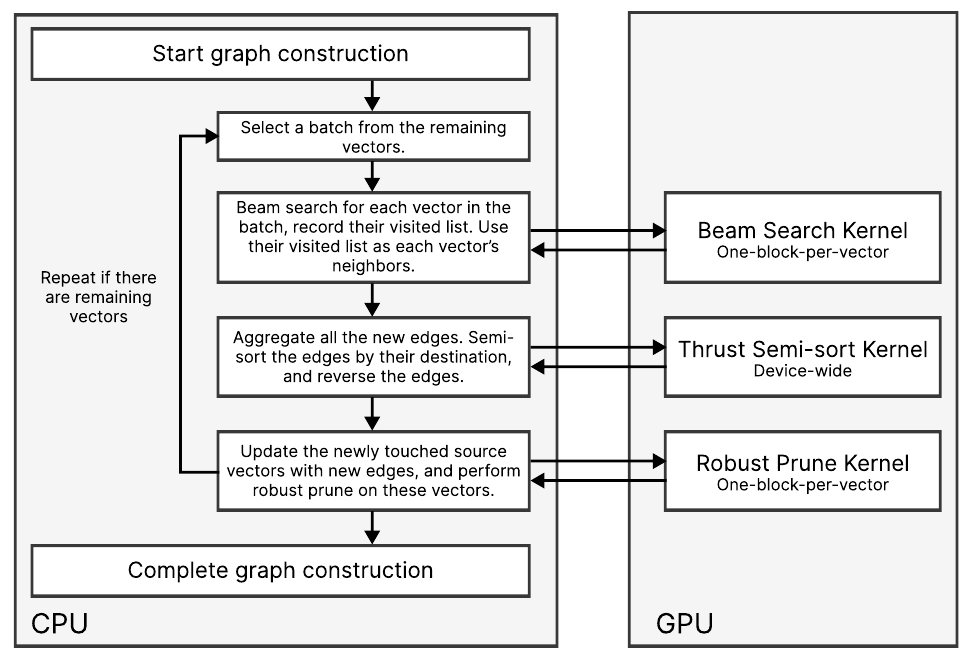 Start graph construction
Select a batch from the remaining
vectors.
Beam search for each vector in the
batch, record their visited list. Use
their visited list as each vector's
neighbors.
Repeat if there
are remaining
vectors
Aggregate all the new edges. Semi-
sort the edges by their destination,
and reverse the edges.
Update the newly touched source
vectors with new edges, and perform
robust prune on these vectors.
Complete graph construction
CPU
Beam Search Kernel
One-block-per-vector
Thrust Semi-sort Kernel
Device-wide
Robust Prune Kernel
One-block-per-vector
GPU